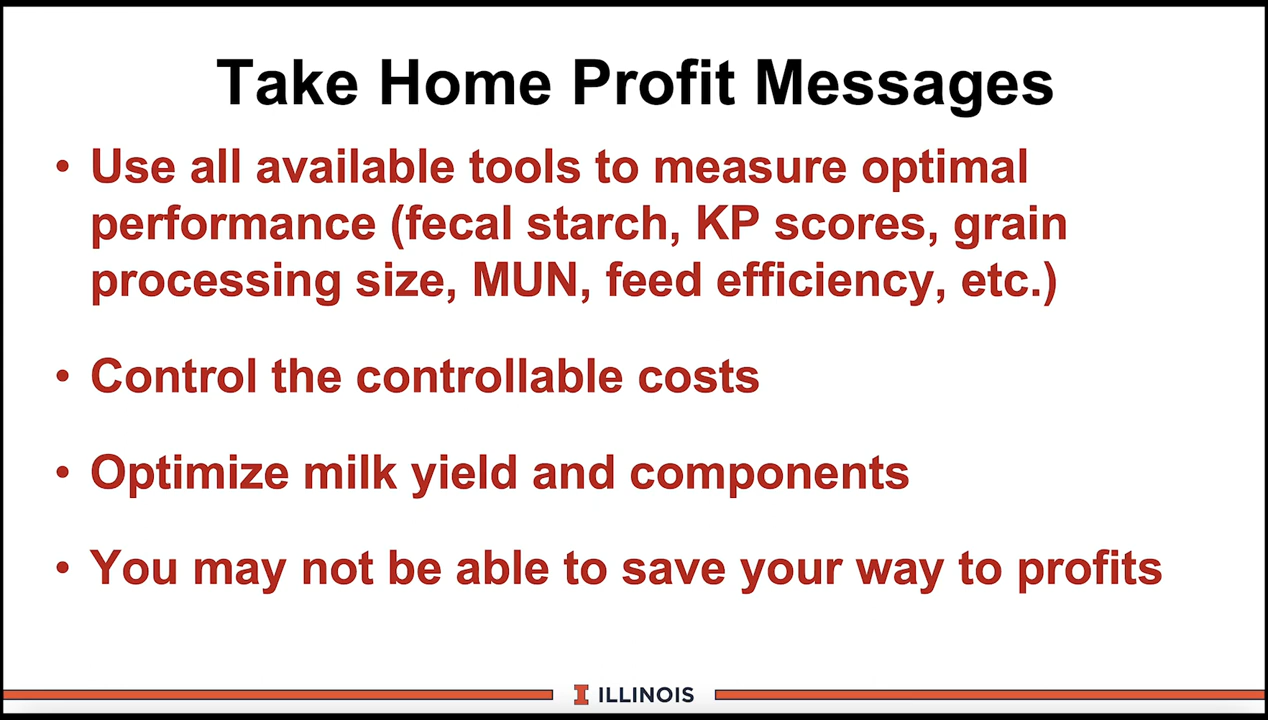 Take Home Profit Messages
• Use all available tools to measure optimal
performance (fecal starch, KP scores, grain
processing size, MUN, feed efficiency, etc.)
• Control the controllable costs
• Optimize milk yield and components
• You may not be able to save your way to profits
I ILLINOIS